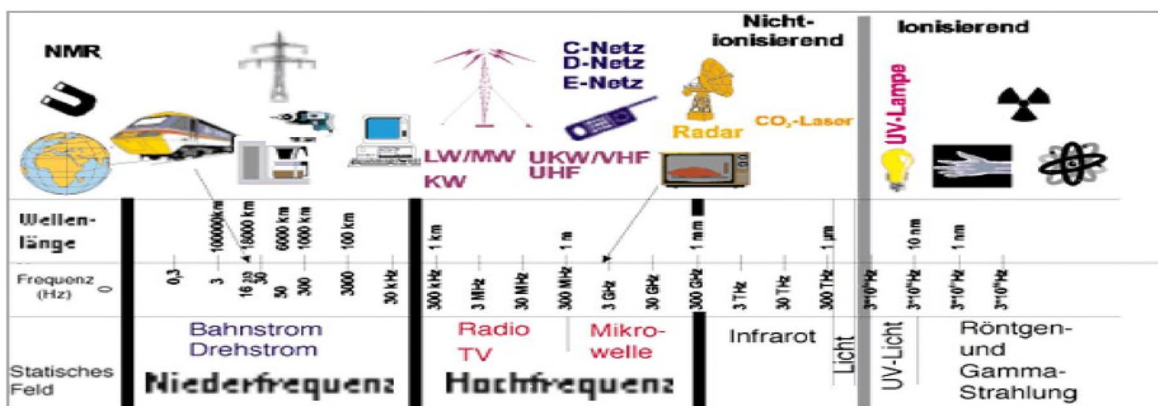 NMR
C-Netz
D-Netz
E-Netz
Nicht-
ionisierend
Ionisierend
LW/MW
KW
UKW/VHF
UHF
Radar
CO₂-Laser
UV-Lampe
Wellen-
länge
100000km
18000 km
6000 km
1000 km
100 km
1 km
1 m
1 mm
1 µm
10 nm
1 nm
Frequenz
(Hz)
0
0,3
3
16 2/3
30
50
300
3000
30 kHz
300 kHz
3 MHz
30 MHz
300 MHz
3 GHz
30 GHz
300 GHz
3 THz
30 THz
300 THz
Statisches
Feld
Bahnstrom
Drehstrom
Niederfrequenz
Radio
TV
Mikro-
welle
Hochfrequenz
Infrarot
Licht
UV-Licht
Röntgen-
und
Gamma-
Strahlung